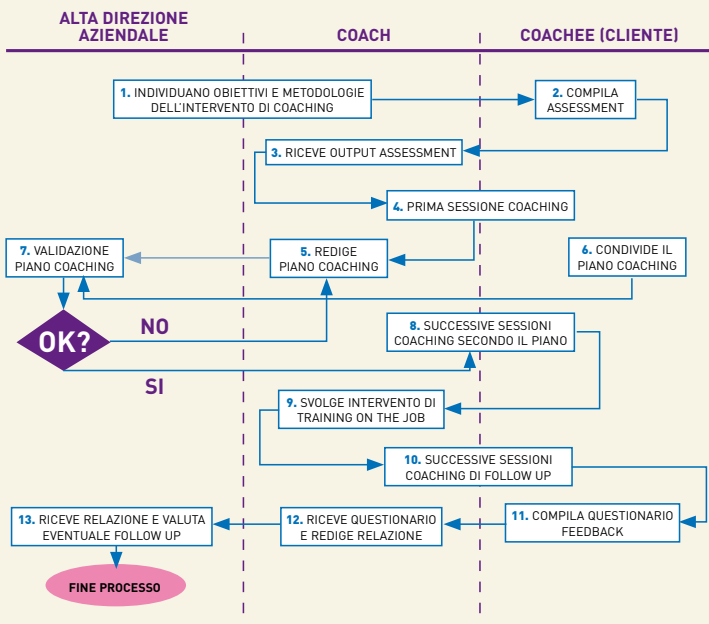 ALTA DIREZIONE
AZIENDALE
COACH
COACHEE (CLIENTE)
1. INDIVIDUANO OBIETTIVI E METODOLOGIE
DELL'INTERVENTO DI COACHING
2. COMPILA
ASSESSMENT
3. RICEVE OUTPUT ASSESSMENT
4. PRIMA SESSIONE COACHING
7. VALIDAZIONE
PIANO COACHING
5. REDIGE
PIANO COACHING
6. CONDIVIDE IL
PIANO COACHING
OK?
NO
SI
8. SUCCESSIVE SESSIONI
COACHING SECONDO IL PIANO
9. SVOLGE INTERVENTO DI
TRAINING ON THE JOB
10. SUCCESSIVE SESSIONI
COACHING DI FOLLOW UP
13. RICEVE RELAZIONE E VALUTA
EVENTUALE FOLLOW UP
12. RICEVE QUESTIONARIO
E REDIGE RELAZIONE
11. COMPILA QUESTIONARIO
FEEDBACK
FINE PROCESSO